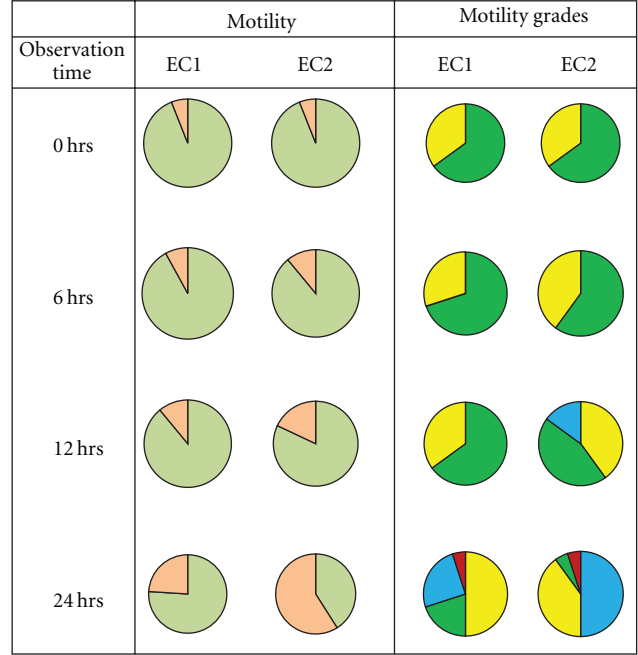 Motility
Motility grades
Observation
time
EC1
EC2
EC1
EC2
0 hrs
6 hrs
12 hrs
24 hrs